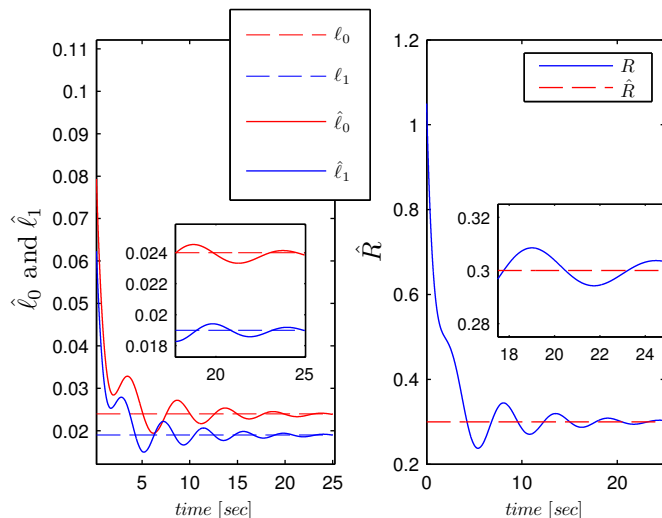 0.11
0.1
0.09
0.08
0.07
0.06
0.05
0.04
0.03
0.02
ℓ̂₀ and ℓ̂₁
5 10 15 20 25
time [sec]
ℓ₀
ℓ₁
ℓ̂₀
ℓ̂₁
0.024
0.022
0.02
0.018
20 25
1.2
1
0.8
0.6
0.4
0.2
R̂
0 10 20
time [sec]
R
R̂
0.32
0.3
0.28
18 20 22 24